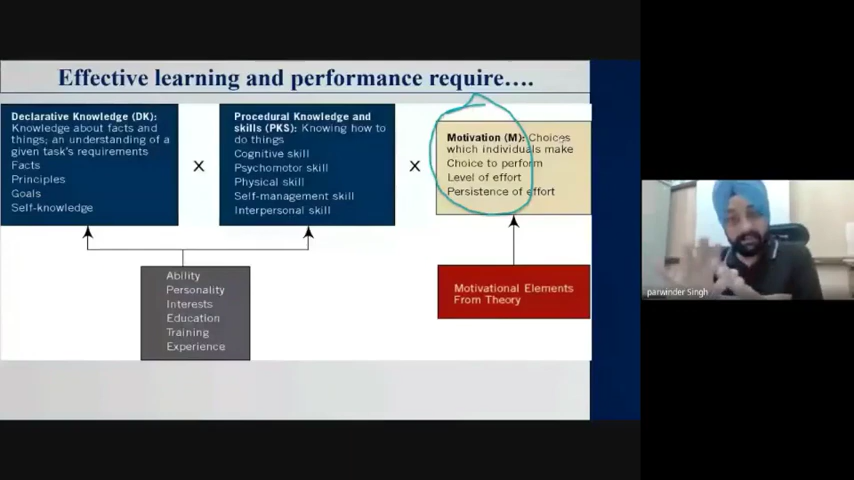 Effective learning and performance require….
Declarative Knowledge (DK):
Knowledge about facts and
things; an understanding of a
given task's requirements
Facts
Principles
Goals
Self-knowledge
X
Procedural Knowledge and
skills (PKS): Knowing how to
do things
Cognitive skill
Psychomotor skill
Physical skill
Self-management skill
Interpersonal skill
X
Motivation (M): Choices
which individuals make
Choice to perform
Level of effort
Persistence of effort
Ability
Personality
Interests
Education
Training
Experience
Motivational Elements
From Theory
parwinder Singh